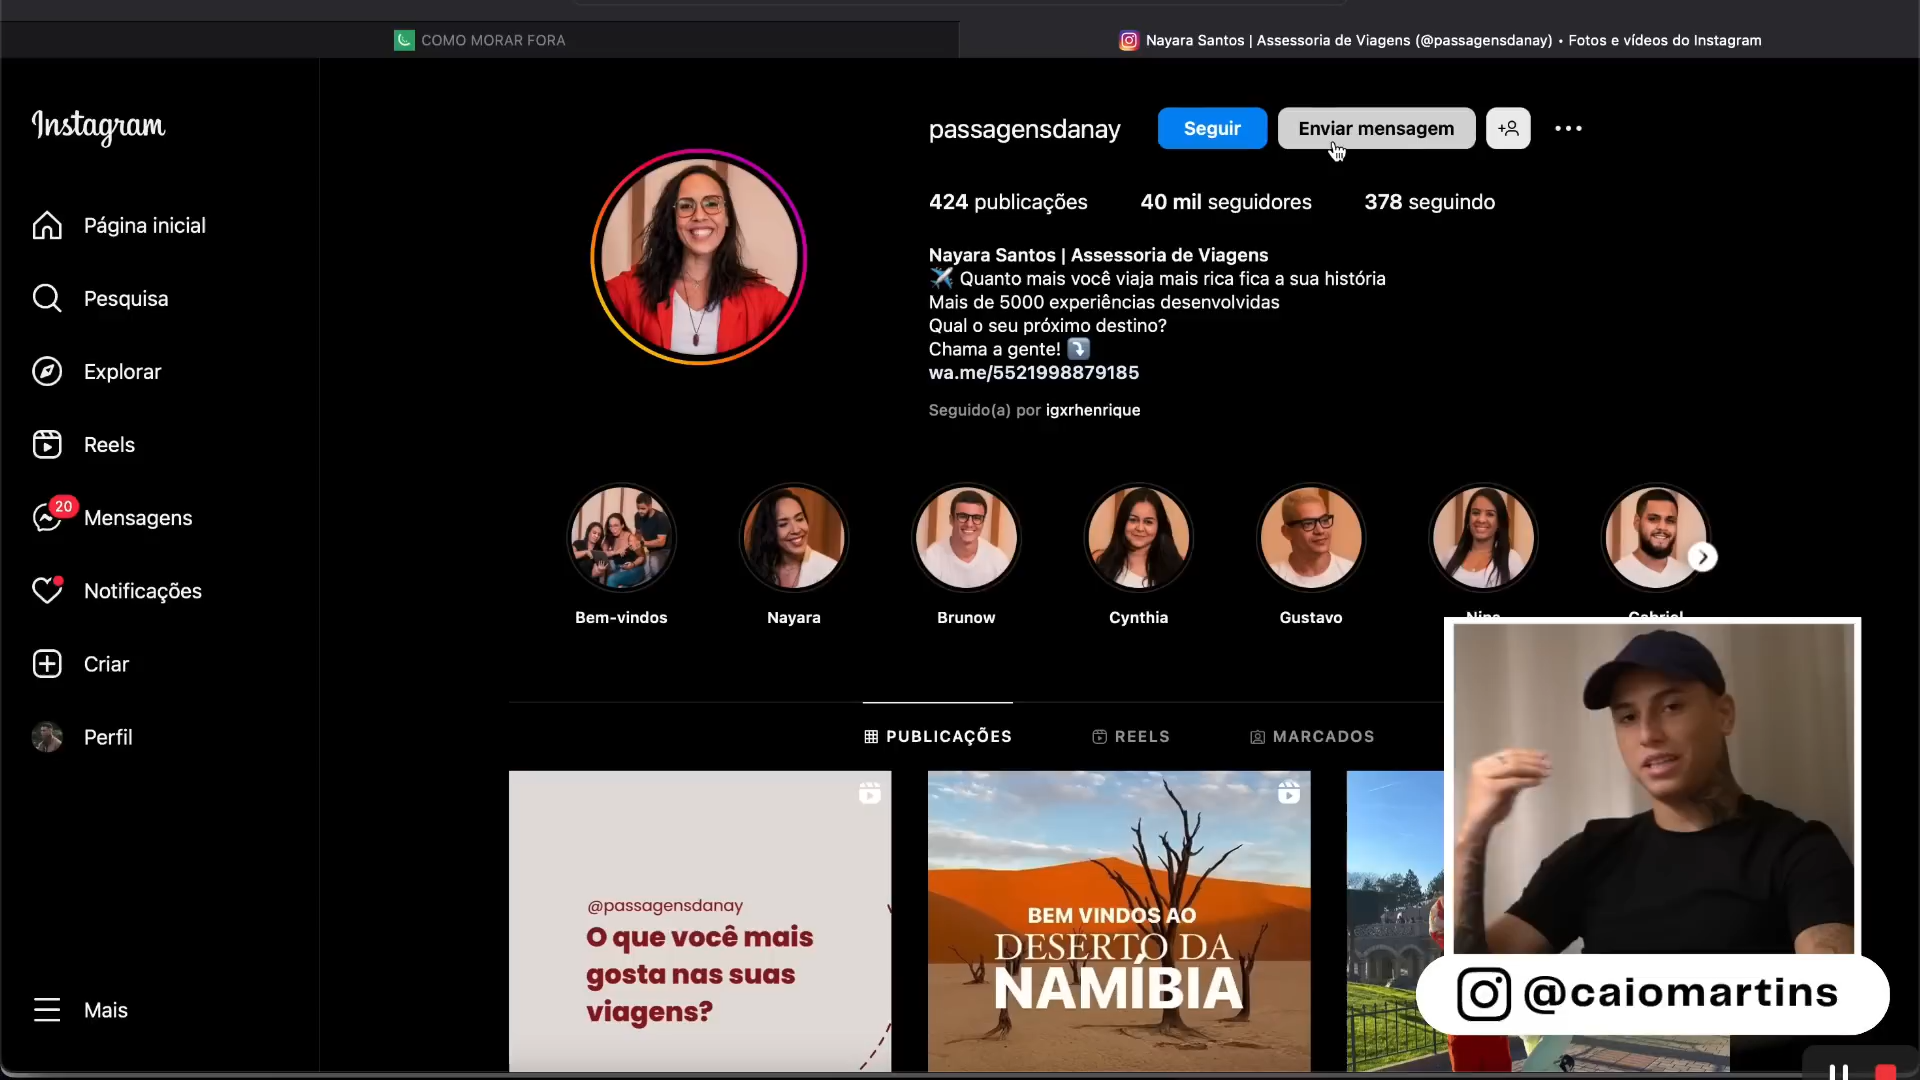 COMO MORAR FORA
Nayara Santos | Assessoria de Viagens (@passagensdanay) • Fotos e vídeos do Instagram
Instagram
Página inicial
Pesquisa
Explorar
Reels
20
Mensagens
Notificações
Criar
Perfil
Mais
passagensdanay
Seguir
Enviar mensagem
424 publicações
40 mil seguidores
378 seguindo
Nayara Santos | Assessoria de Viagens
✈️ Quanto mais você viaja mais rica fica a sua história
Mais de 5000 experiências desenvolvidas
Qual o seu próximo destino?
Chama a gente! ⤵️
wa.me/5521998879185
Seguido(a) por igxrhenrique
Bem-vindos
Nayara
Brunow
Cynthia
Gustavo
Nina
Gabriel
PUBLICAÇÕES
REELS
MARCADOS
@passagensdanay
O que você mais
gosta nas suas
viagens?
BEM VINDOS AO
DESERTO DA
NAMÍBIA
@caiomartins